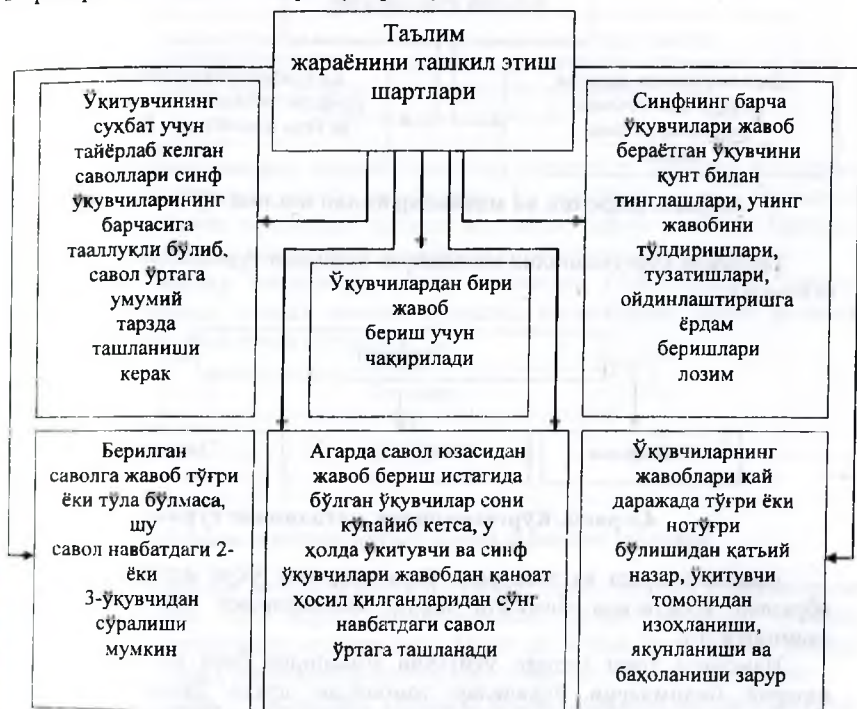 Таълим
жараёнини ташкил этиш
шартлари
Ўқитувчининг
сухбат учун
тайёрлаб келган
саволлари синф
ўқувчиларининг
барчасига
тааллуқли бўлиб,
савол ўртага
умумий
тарзда
ташланиши
керак
Ўқувчилардан бири
жавоб
бериш учун
чақирилади
Синфнинг барча
ўқувчилари жавоб
бераётган ўқувчини
қунт билан
тинглашлари, унинг
жавобини
тўлдиришлари,
тузатишлари,
ойдинлаштиришга
ёрдам
беришлари
лозим
Берилган
саволга жавоб тўғри
ёки тўла бўлмаса,
шу
савол навбатдаги 2-
ёки
3-ўқувчидан
сўралиши
мумкин
Агарда савол юзасидан
жавоб бериш истагида
бўлган ўқувчилар сони
кўпайиб кетса, у
ҳолда ўқитувчи ва синф
ўқувчилари жавобдан қаноат
ҳосил қилганларидан сўнг
навбатдаги савол
ўртага ташланади
Ўқувчиларнинг
жавоблари қай
даражада тўғри ёки
нотўғри
бўлишидан қатъий
назар, ўқитувчи
томонидан
изоҳланиши,
якунланиши ва
баҳоланиши зарур